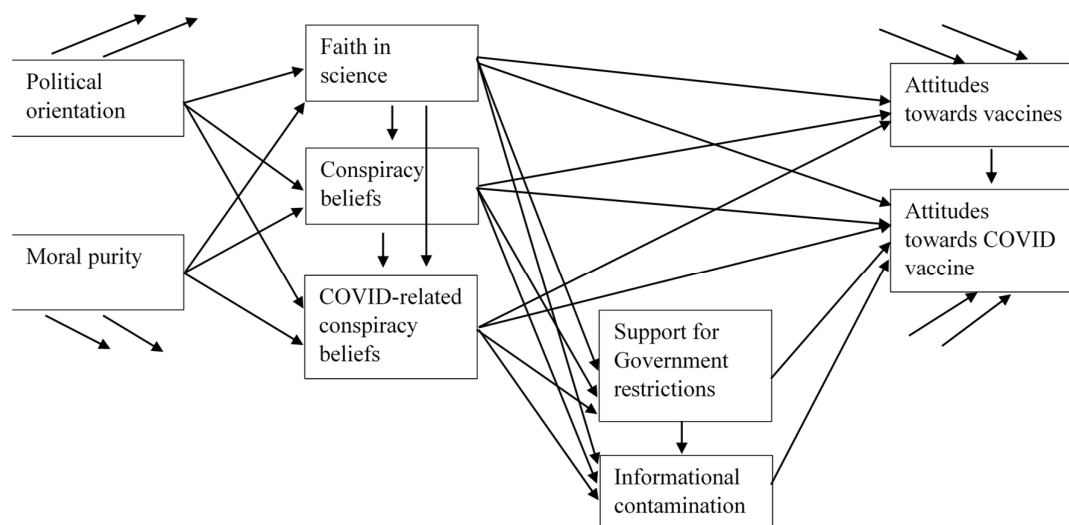 Political
orientation
Moral purity
Faith in
science
Conspiracy
beliefs
COVID-related
conspiracy
beliefs
Support for
Government
restrictions
Informational
contamination
Attitudes
towards vaccines
Attitudes
towards COVID
vaccine